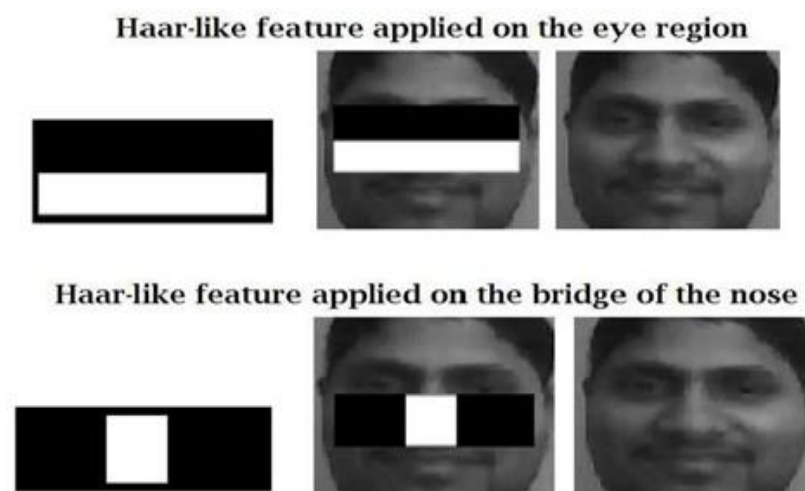 Haar-like feature applied on the eye region
Haar-like feature applied on the bridge of the nose